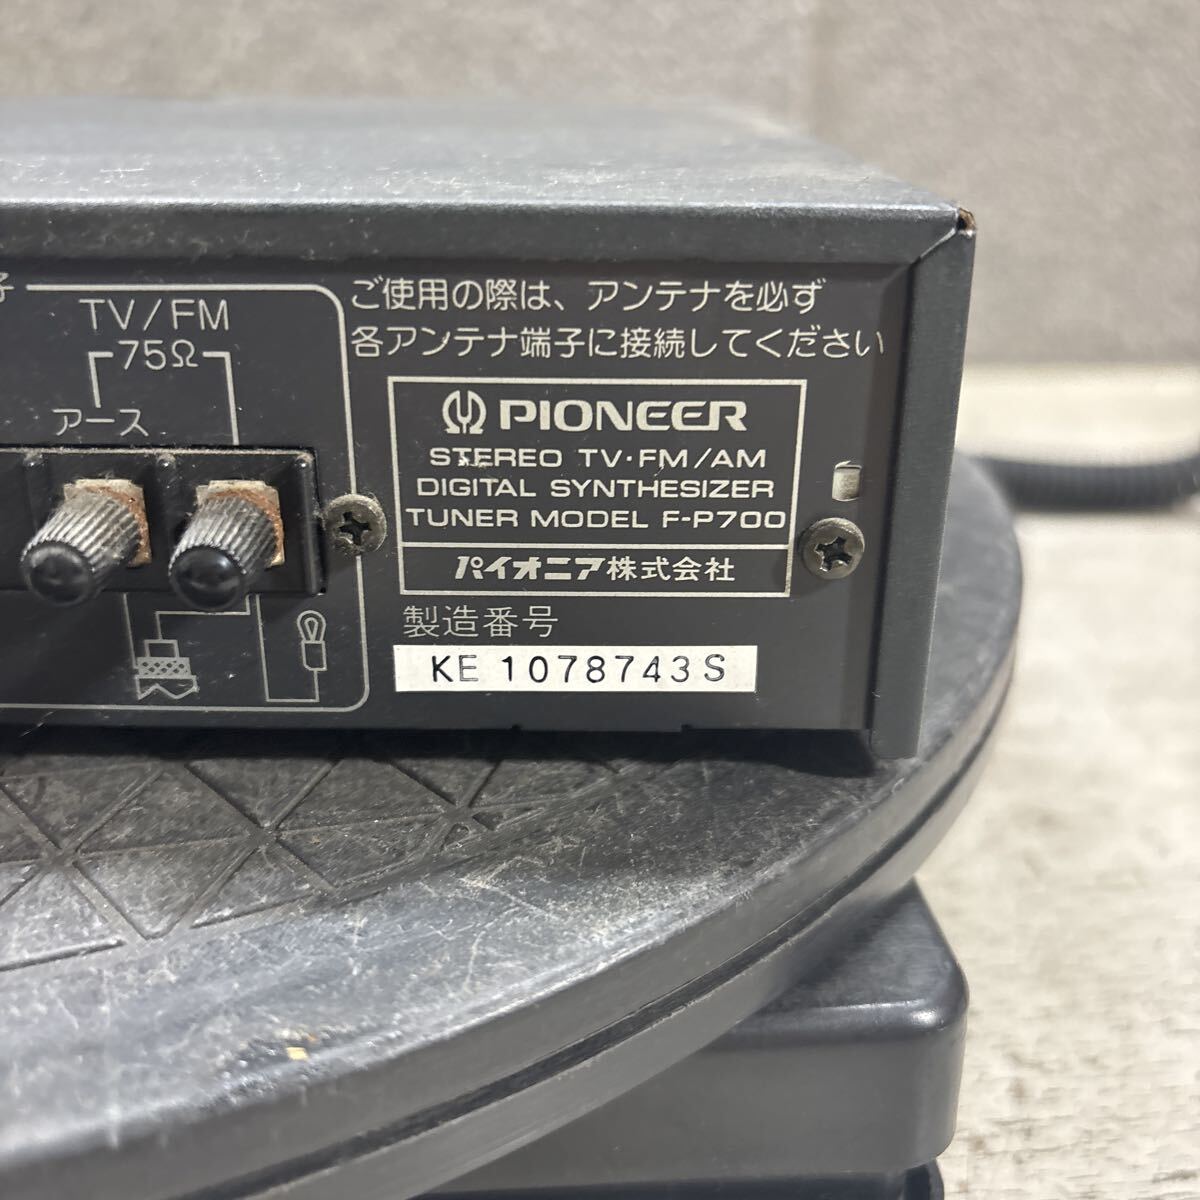 子
TV/FM
75Ω
アース
ご使用の際は、アンテナを必ず
各アンテナ端子に接続してください
PIONEER
STEREO TV·FM/AM
DIGITAL SYNTHESIZER
TUNER MODEL F-P700
パイオニア株式会社
製造番号
KE 1078743S